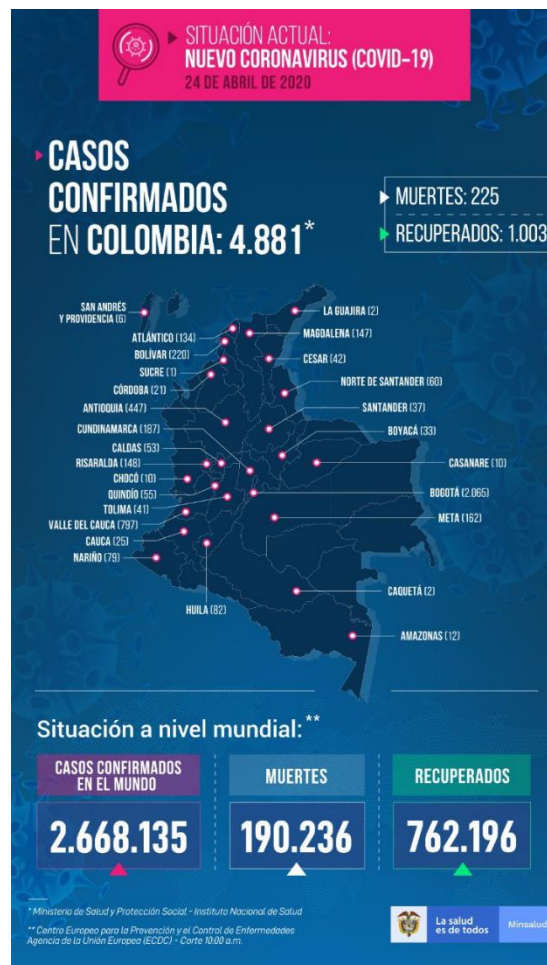 SITUACIÓN ACTUAL:
NUEVO CORONAVIRUS (COVID-19)
24 DE ABRIL DE 2020
CASOS
CONFIRMADOS
EN COLOMBIA: 4.881*
MUERTES: 225
RECUPERADOS: 1.003
SAN ANDRÉS
Y PROVIDENCIA (6)
LA GUAJIRA (2)
ATLÁNTICO (134)
MAGDALENA (147)
BOLÍVAR (220)
CESAR (42)
SUCRE (1)
CÓRDOBA (21)
NORTE DE SANTANDER (60)
ANTIOQUIA (447)
SANTANDER (37)
CUNDINAMARCA (187)
BOYACÁ (33)
CALDAS (53)
RISARALDA (148)
CASANARE (10)
CHOCÓ (10)
QUINDÍO (55)
BOGOTÁ (2.065)
TOLIMA (41)
VALLE DEL CAUCA (797)
META (162)
CAUCA (25)
NARIÑO (79)
CAQUETÁ (2)
HUILA (82)
AMAZONAS (12)
Situación a nivel mundial:**
CASOS CONFIRMADOS
EN EL MUNDO
2.668.135
MUERTES
190.236
RECUPERADOS
762.196
* Ministerio de Salud y Protección Social - Instituto Nacional de Salud
** Centro Europeo para la Prevención y el Control de Enfermedades
Agencia de la Unión Europea (ECDC) - Corte 10:00 a.m.
La salud
es de todos
Minsalud